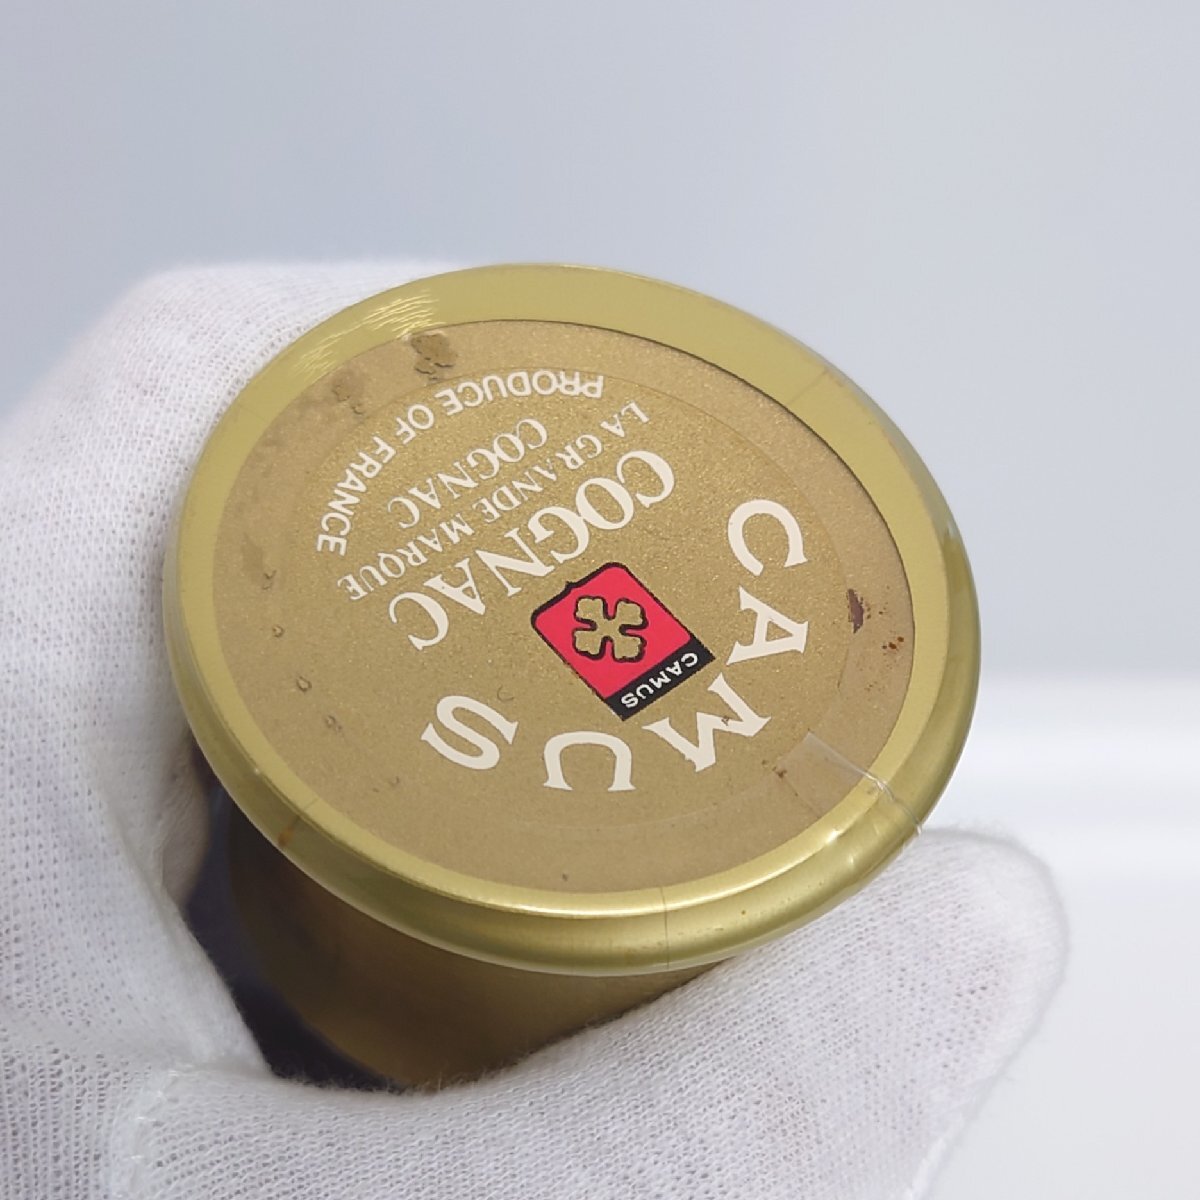 CAMUS
CAMUS
COGNAC
LA GRANDE MARQUE
COGNAC
PRODUCE OF FRANCE